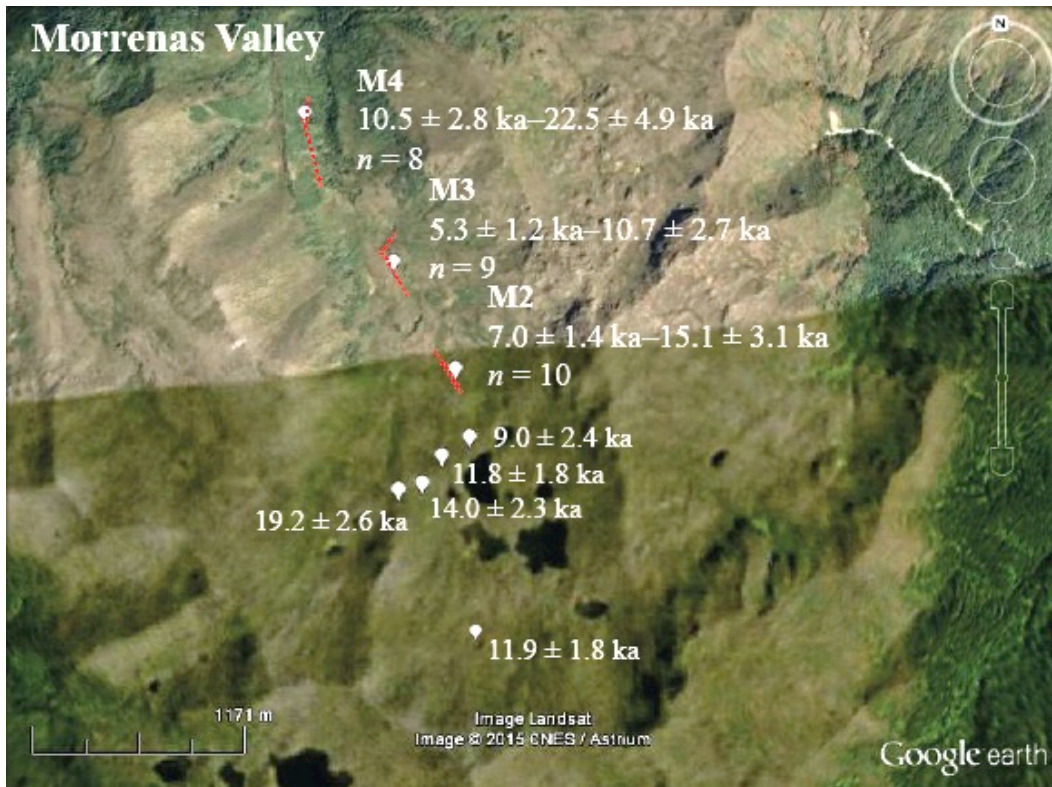 Morrenas Valley
N
M4
10.5 ± 2.8 ka–22.5 ± 4.9 ka
n = 8
M3
5.3 ± 1.2 ka–10.7 ± 2.7 ka
n = 9
M2
7.0 ± 1.4 ka–15.1 ± 3.1 ka
n = 10
9.0 ± 2.4 ka
11.8 ± 1.8 ka
14.0 ± 2.3 ka
19.2 ± 2.6 ka
11.9 ± 1.8 ka
1171 m
Image Landsat
Image © 2015 CNES / Astrium
Google earth